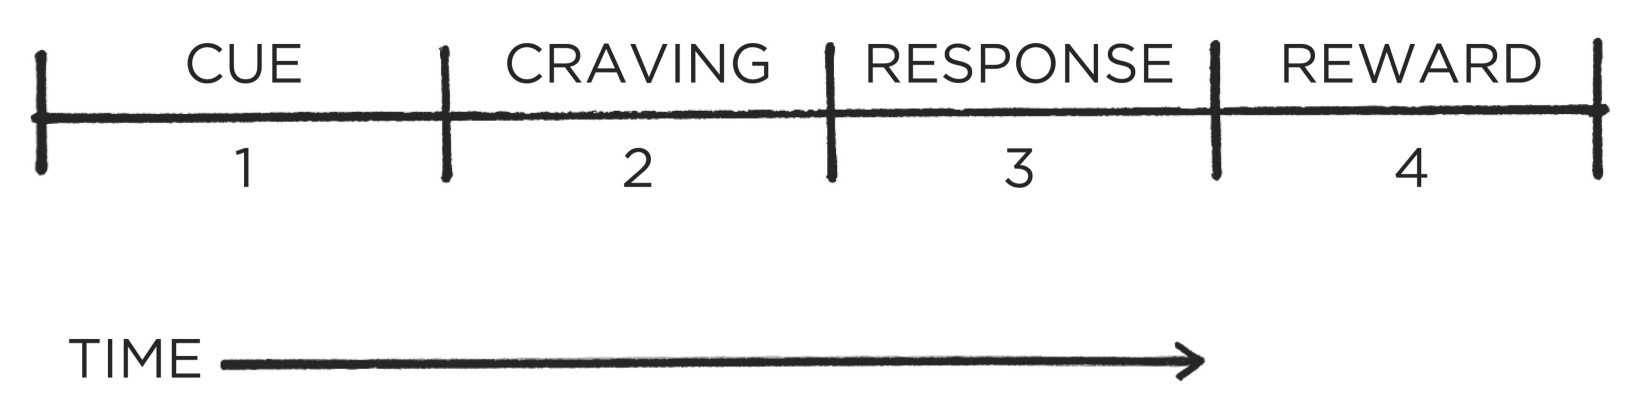 CUE CRAVING RESPONSE REWARD
1 2 3 4
TIME